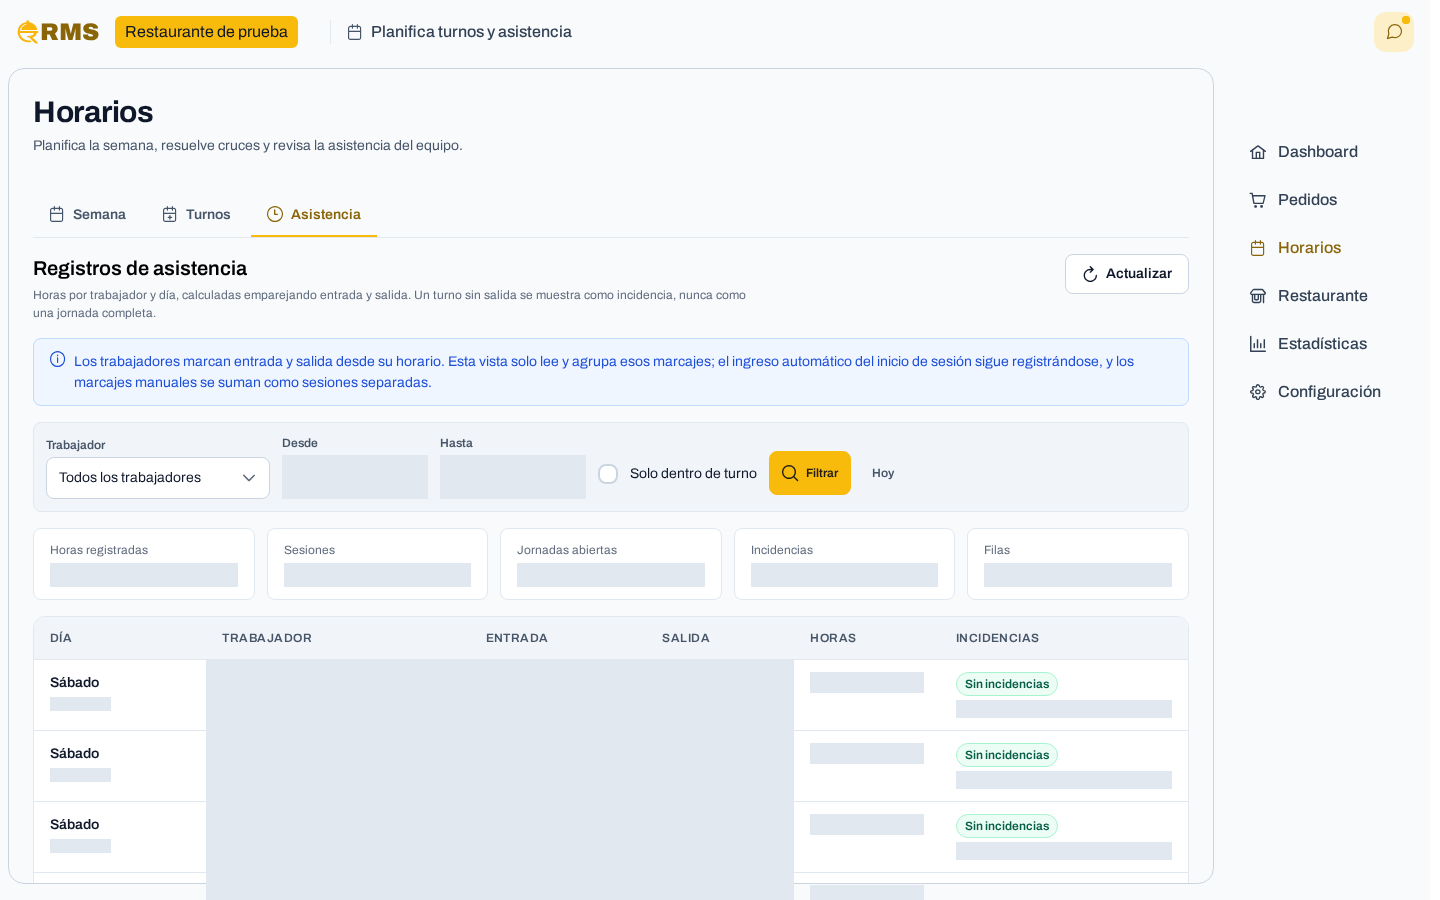 RMS
Restaurante de prueba
Planifica turnos y asistencia
Horarios
Planifica la semana, resuelve cruces y revisa la asistencia del equipo.
Semana
Turnos
Asistencia
Registros de asistencia
Horas por trabajador y día, calculadas emparejando entrada y salida. Un turno sin salida se muestra como incidencia, nunca como
una jornada completa.
Actualizar
Los trabajadores marcan entrada y salida desde su horario. Esta vista solo lee y agrupa esos marcajes; el ingreso automático del inicio de sesión sigue registrándose, y los
marcajes manuales se suman como sesiones separadas.
Trabajador
Todos los trabajadores
Desde
Hasta
Solo dentro de turno
Filtrar
Hoy
Horas registradas
Sesiones
Jornadas abiertas
Incidencias
Filas
DÍA
TRABAJADOR
ENTRADA
SALIDA
HORAS
INCIDENCIAS
Sábado
Sin incidencias
Sábado
Sin incidencias
Sábado
Sin incidencias
Dashboard
Pedidos
Horarios
Restaurante
Estadísticas
Configuración